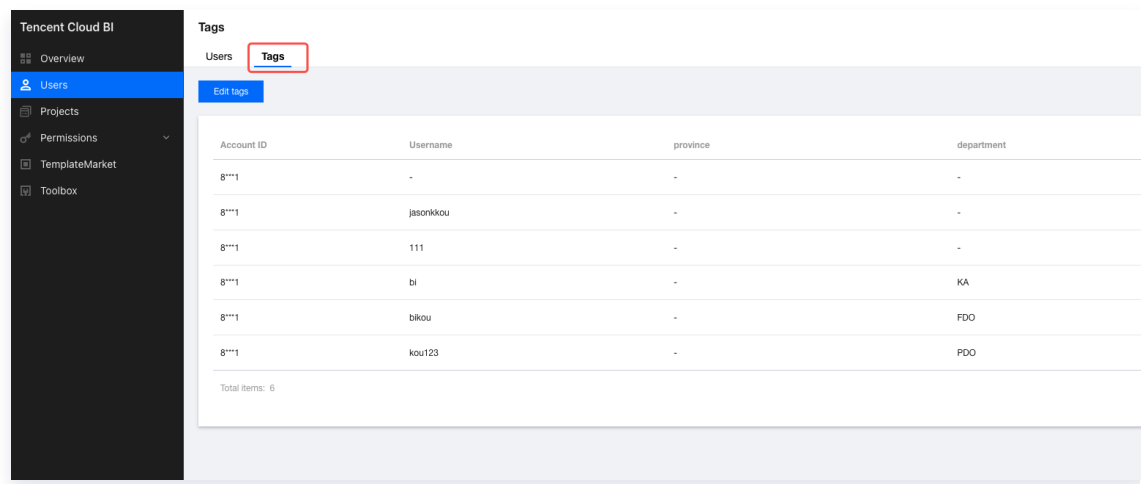 Tencent Cloud BI
Overview
Users
Projects
Permissions
TemplateMarket
Toolbox
Tags
Users Tags
Edit tags
Account ID Username province department
8***1 - - -
8***1 jasonkkou - -
8***1 111 - -
8***1 bi - KA
8***1 bikou - FDO
8***1 kou123 - PDO
Total items: 6